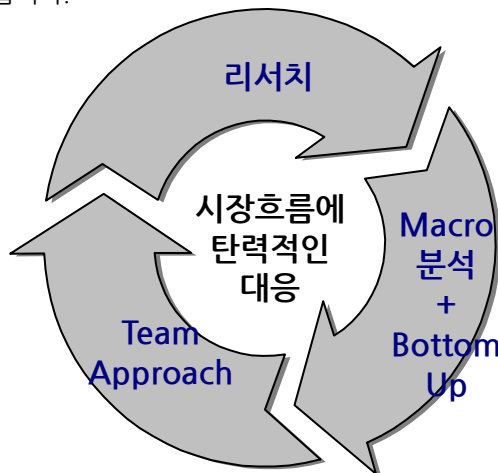 리서치
시장흐름에
탄력적인
대응
Macro
분석
+
Bottom
Up
Team
Approach